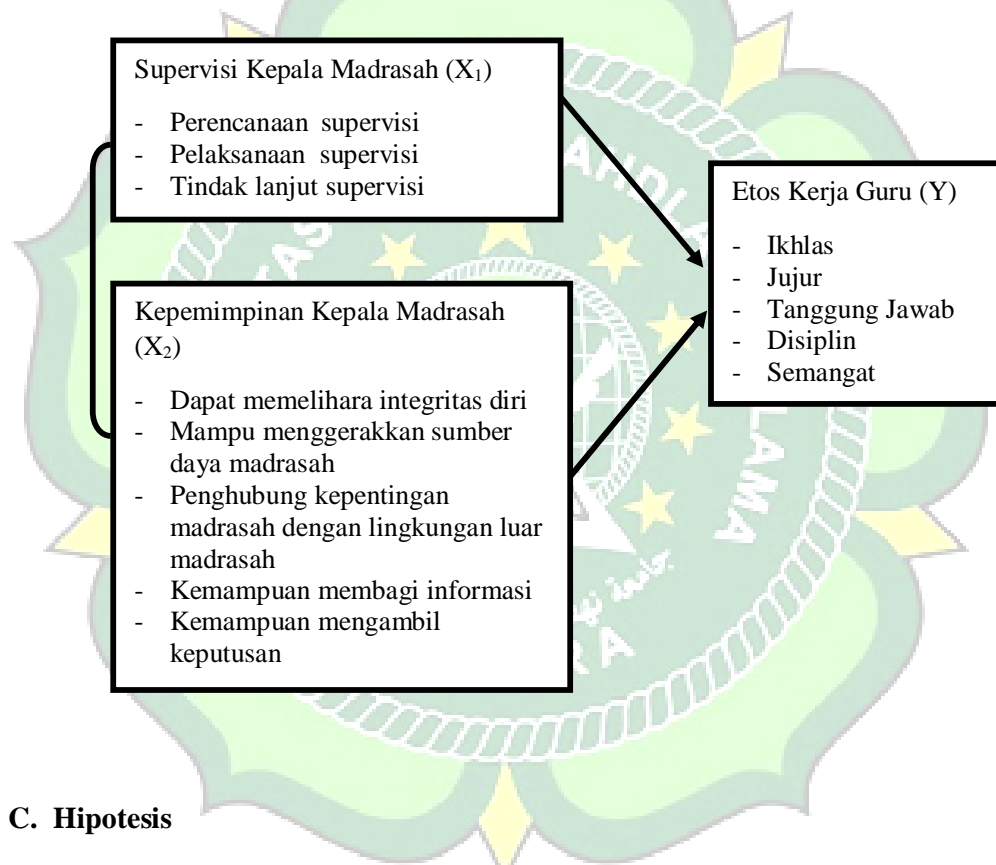 Supervisi Kepala Madrasah (X₁)
- Perencanaan supervisi
- Pelaksanaan supervisi
- Tindak lanjut supervisi
Etos Kerja Guru (Y)
- Ikhlas
- Jujur
- Tanggung Jawab
- Disiplin
- Semangat
Kepemimpinan Kepala Madrasah
(X₂)
- Dapat memelihara integritas diri
- Mampu menggerakkan sumber
daya madrasah
- Penghubung kepentingan
madrasah dengan lingkungan luar
madrasah
- Kemampuan membagi informasi
- Kemampuan mengambil
keputusan
C. Hipotesis